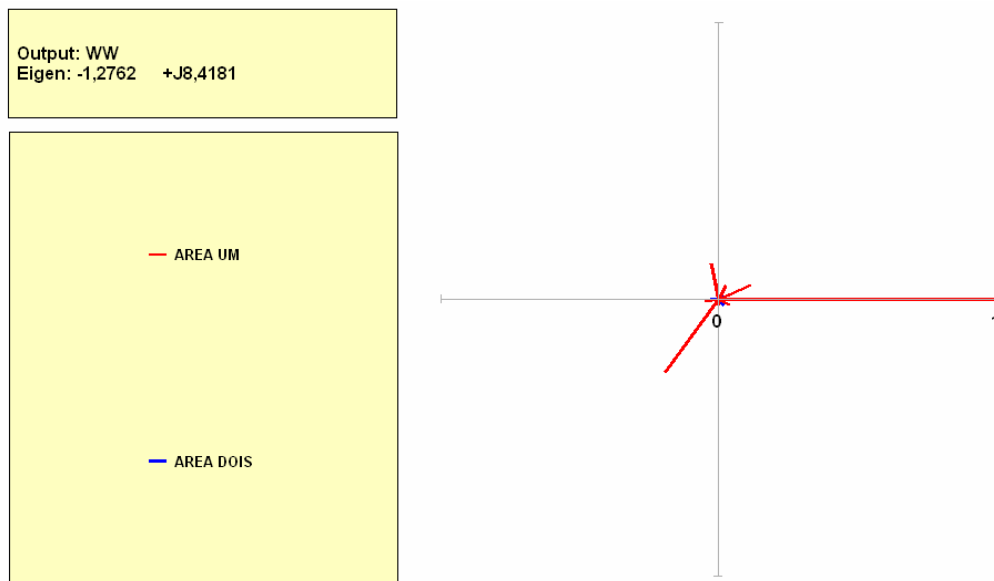 Output: WW
Eigen: -1,2762 +J8,4181
AREA UM
AREA DOIS
0